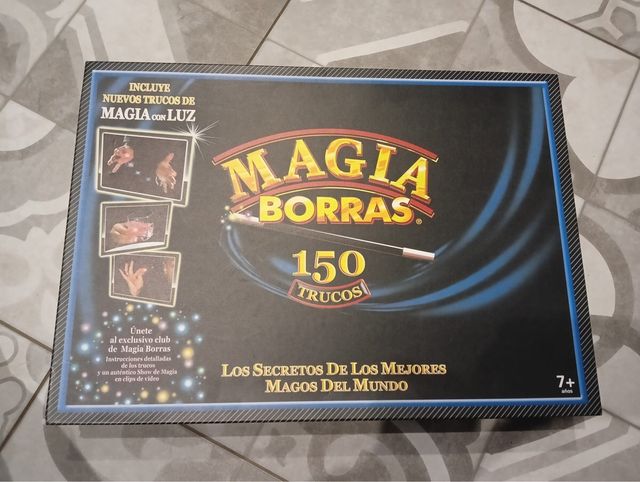 INCLUYE
NUEVOS TRUCOS DE
MAGIA CON LUZ
MAGIA
BORRAS®
150
TRUCOS
Únete
al exclusivo club
de Magia Borras
Instrucciones detalladas
de los trucos
y un auténtico Show de Magia
en clips de video
LOS SECRETOS DE LOS MEJORES
MAGOS DEL MUNDO
7+
años